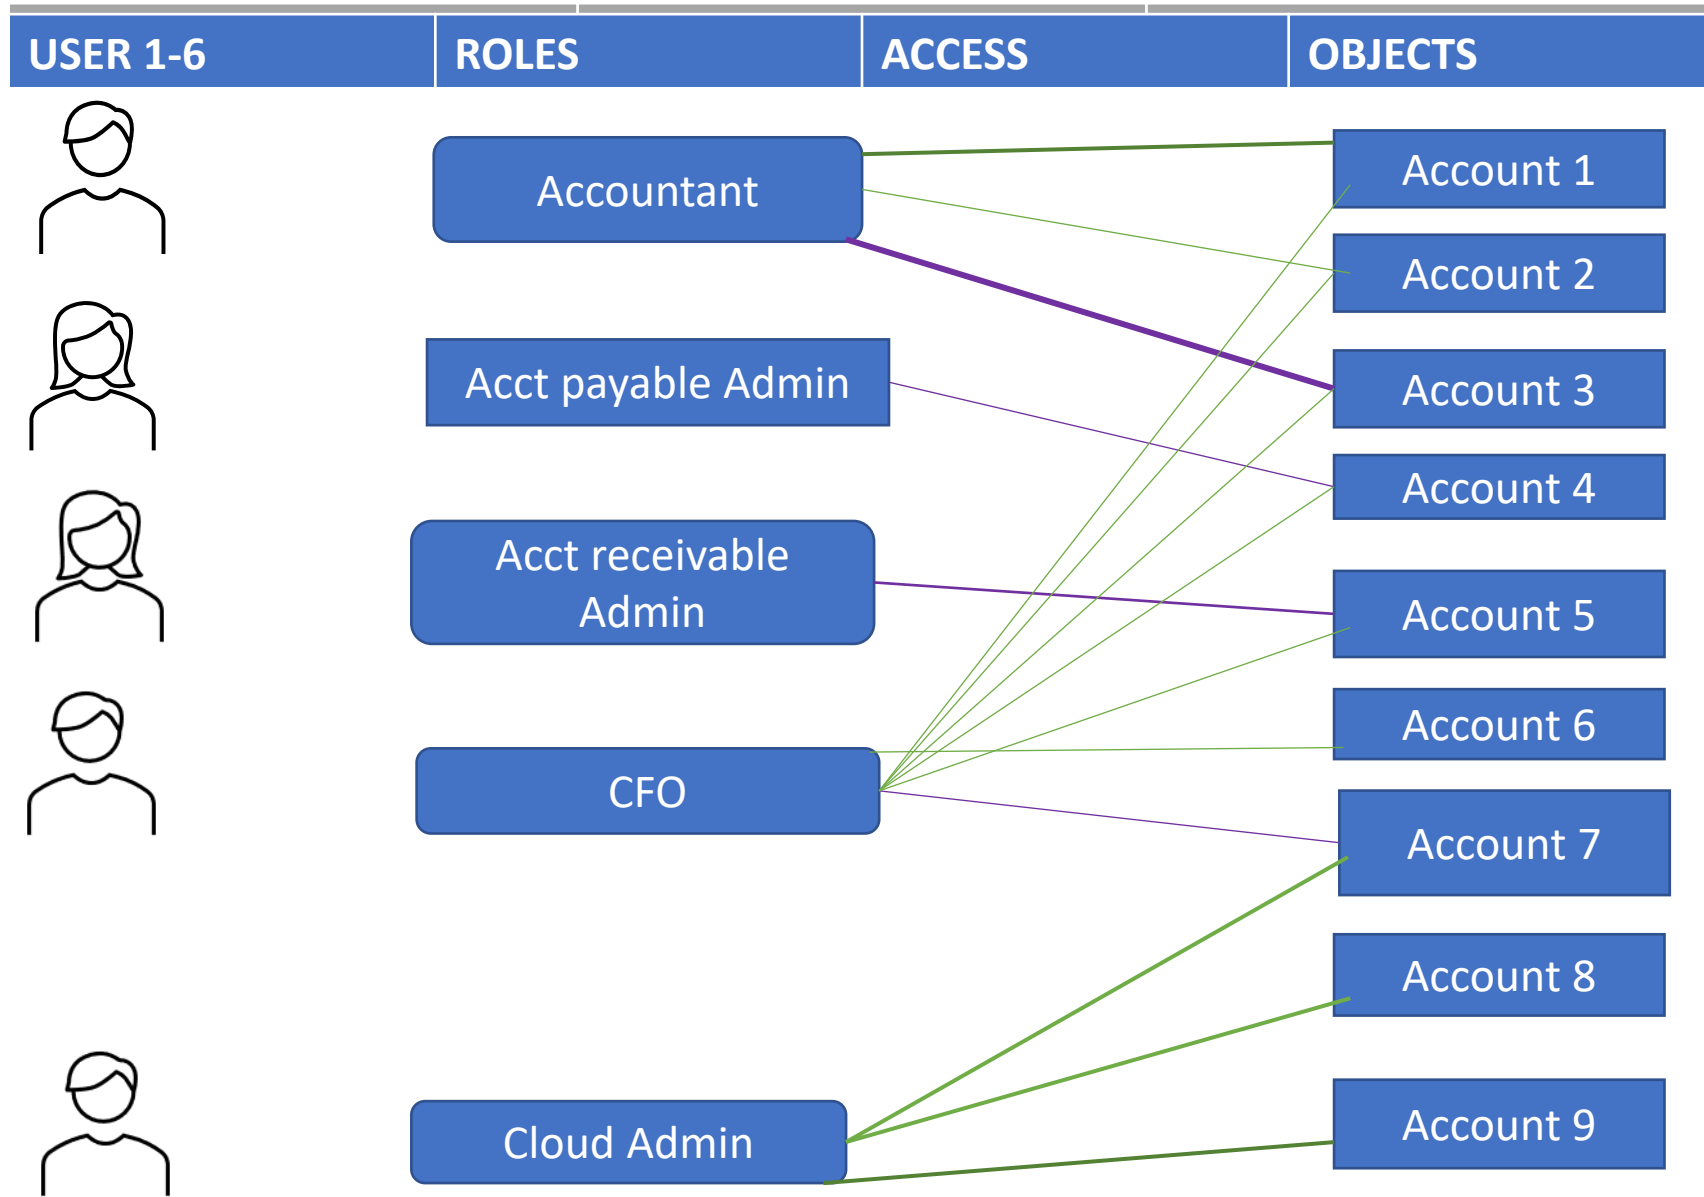 USER 1-6
ROLES
ACCESS
OBJECTS
Accountant
Acct payable Admin
Acct receivable
Admin
CFO
Cloud Admin
Account 1
Account 2
Account 3
Account 4
Account 5
Account 6
Account 7
Account 8
Account 9